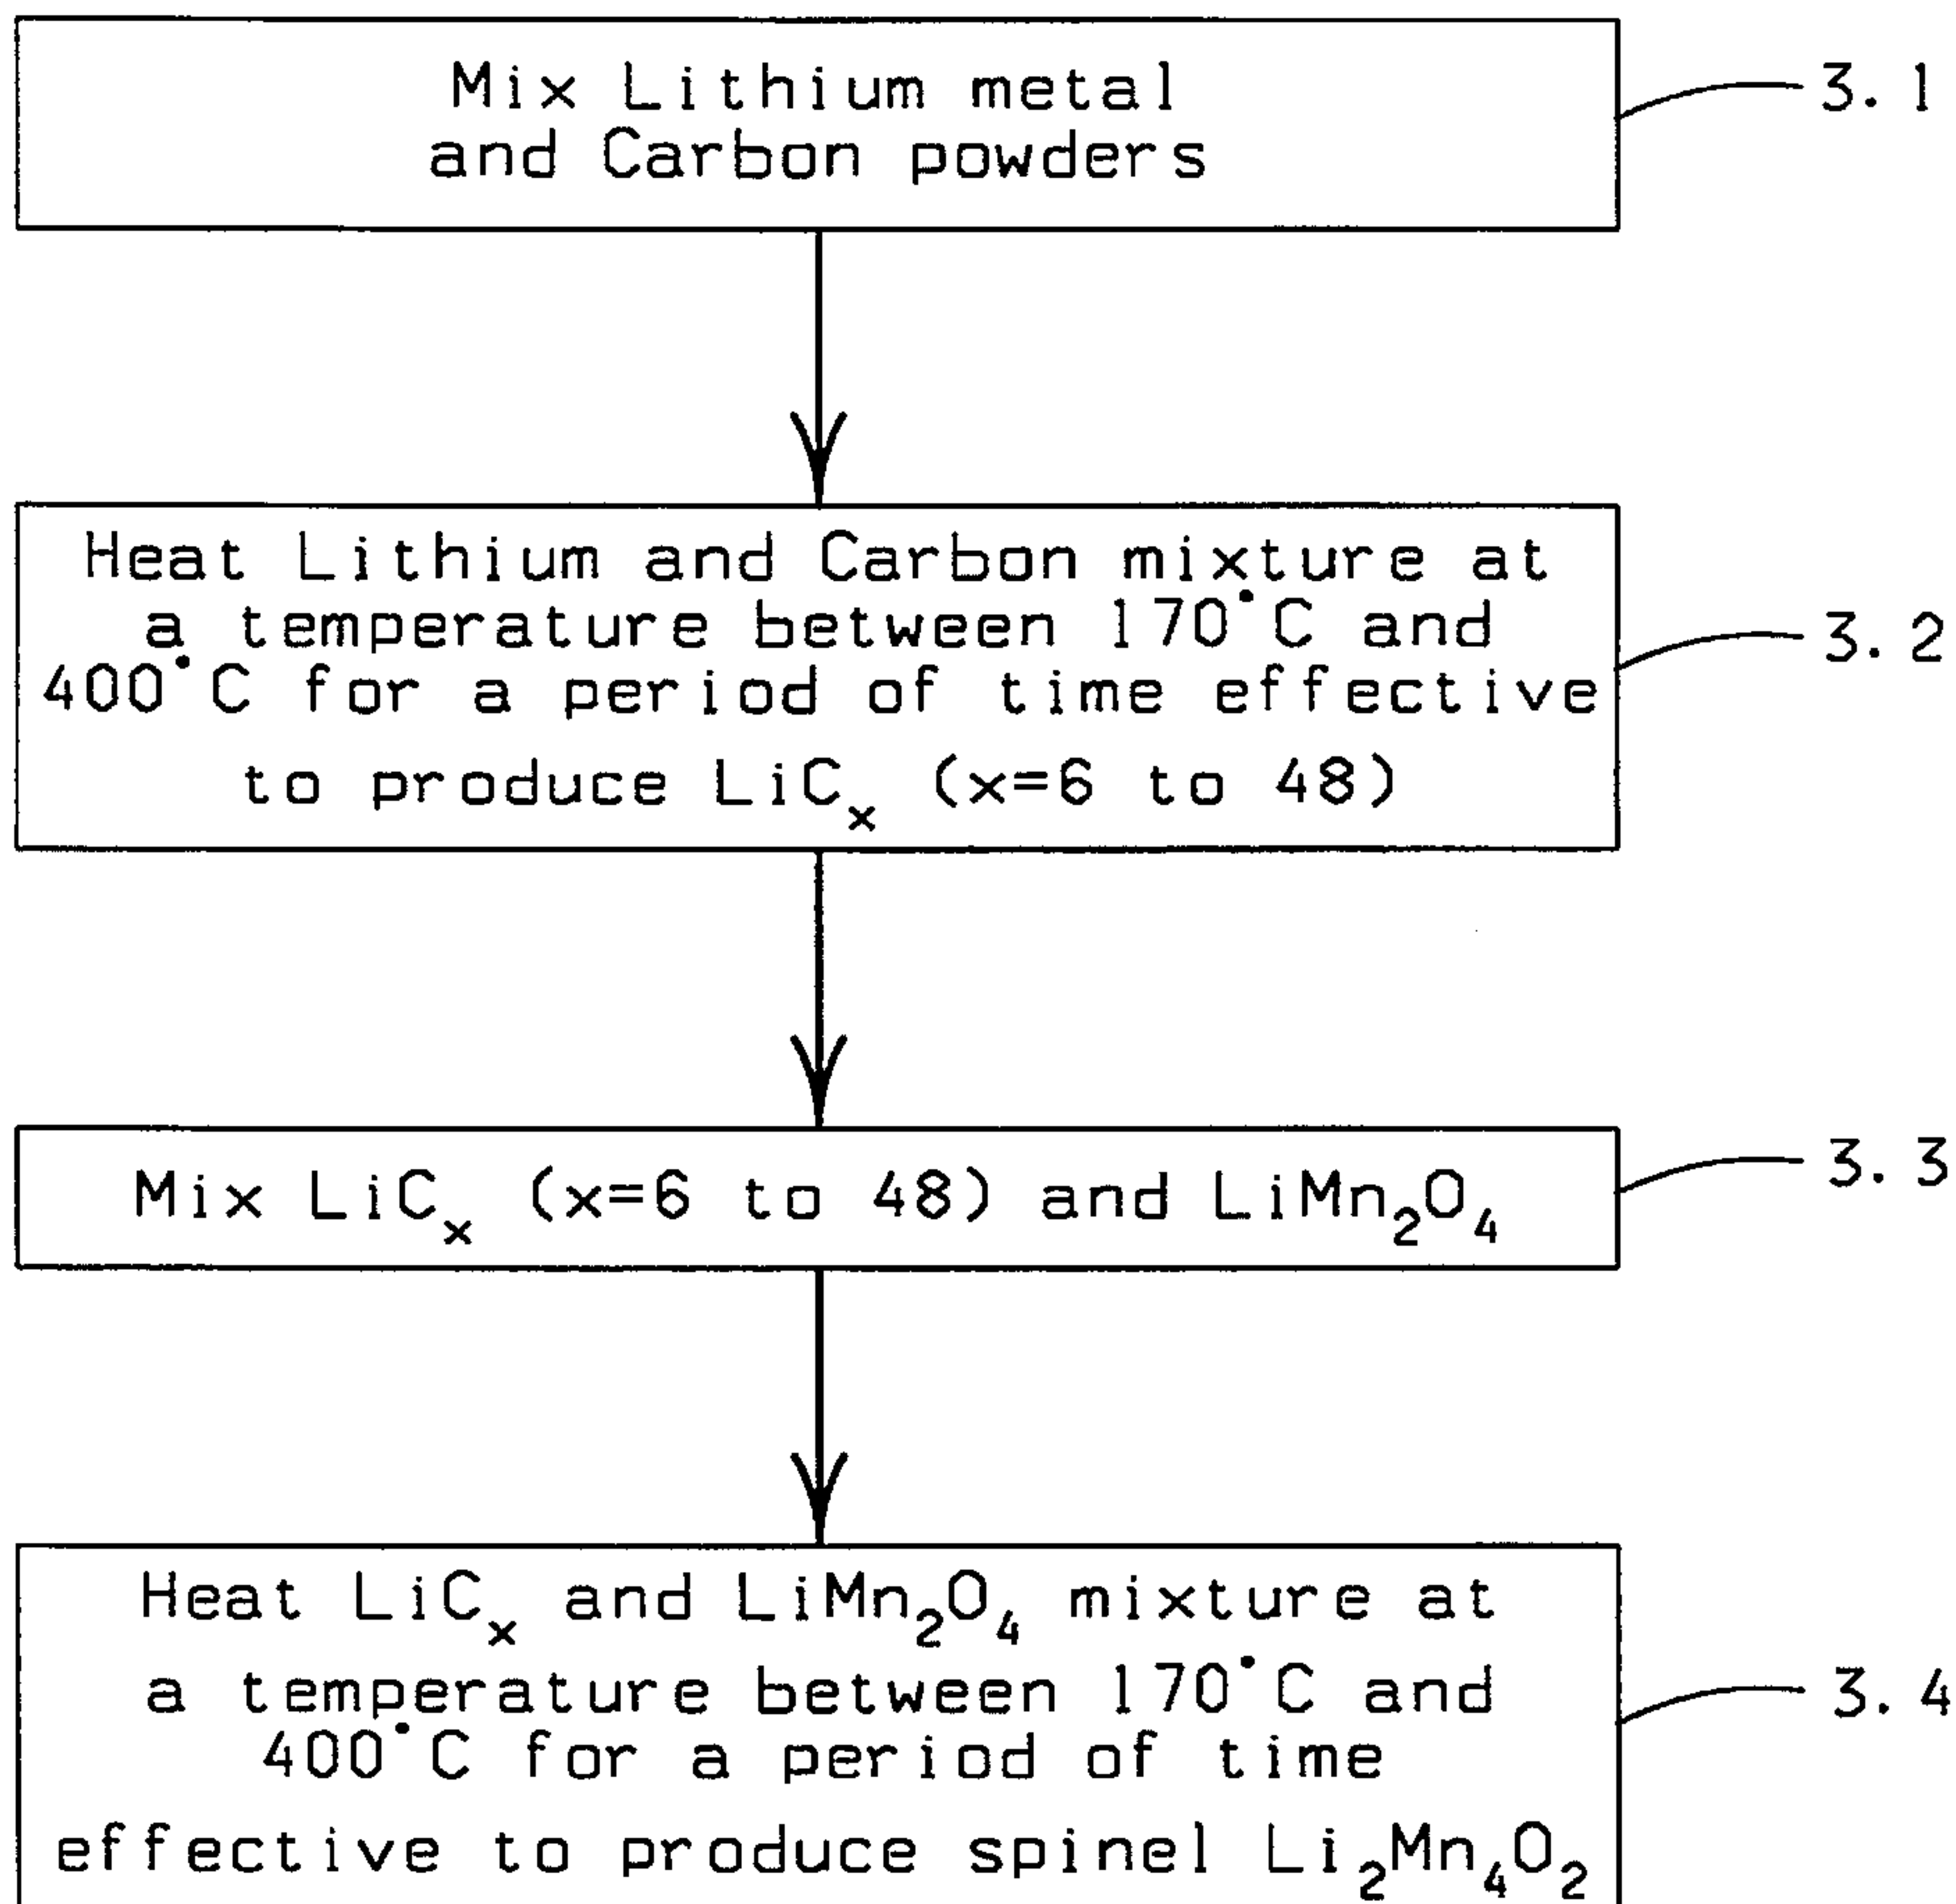 Mix Lithium metal
and Carbon powders
3.1
Heat Lithium and Carbon mixture at
a temperature between 170°C and
400°C for a period of time effective
to produce LiCₓ (x=6 to 48)
3.2
Mix LiCₓ (x=6 to 48) and LiMn₂O₄
3.3
Heat LiCₓ and LiMn₂O₄ mixture at
a temperature between 170°C and
400°C for a period of time
effective to produce spinel Li₂Mn₄O₂
3.4